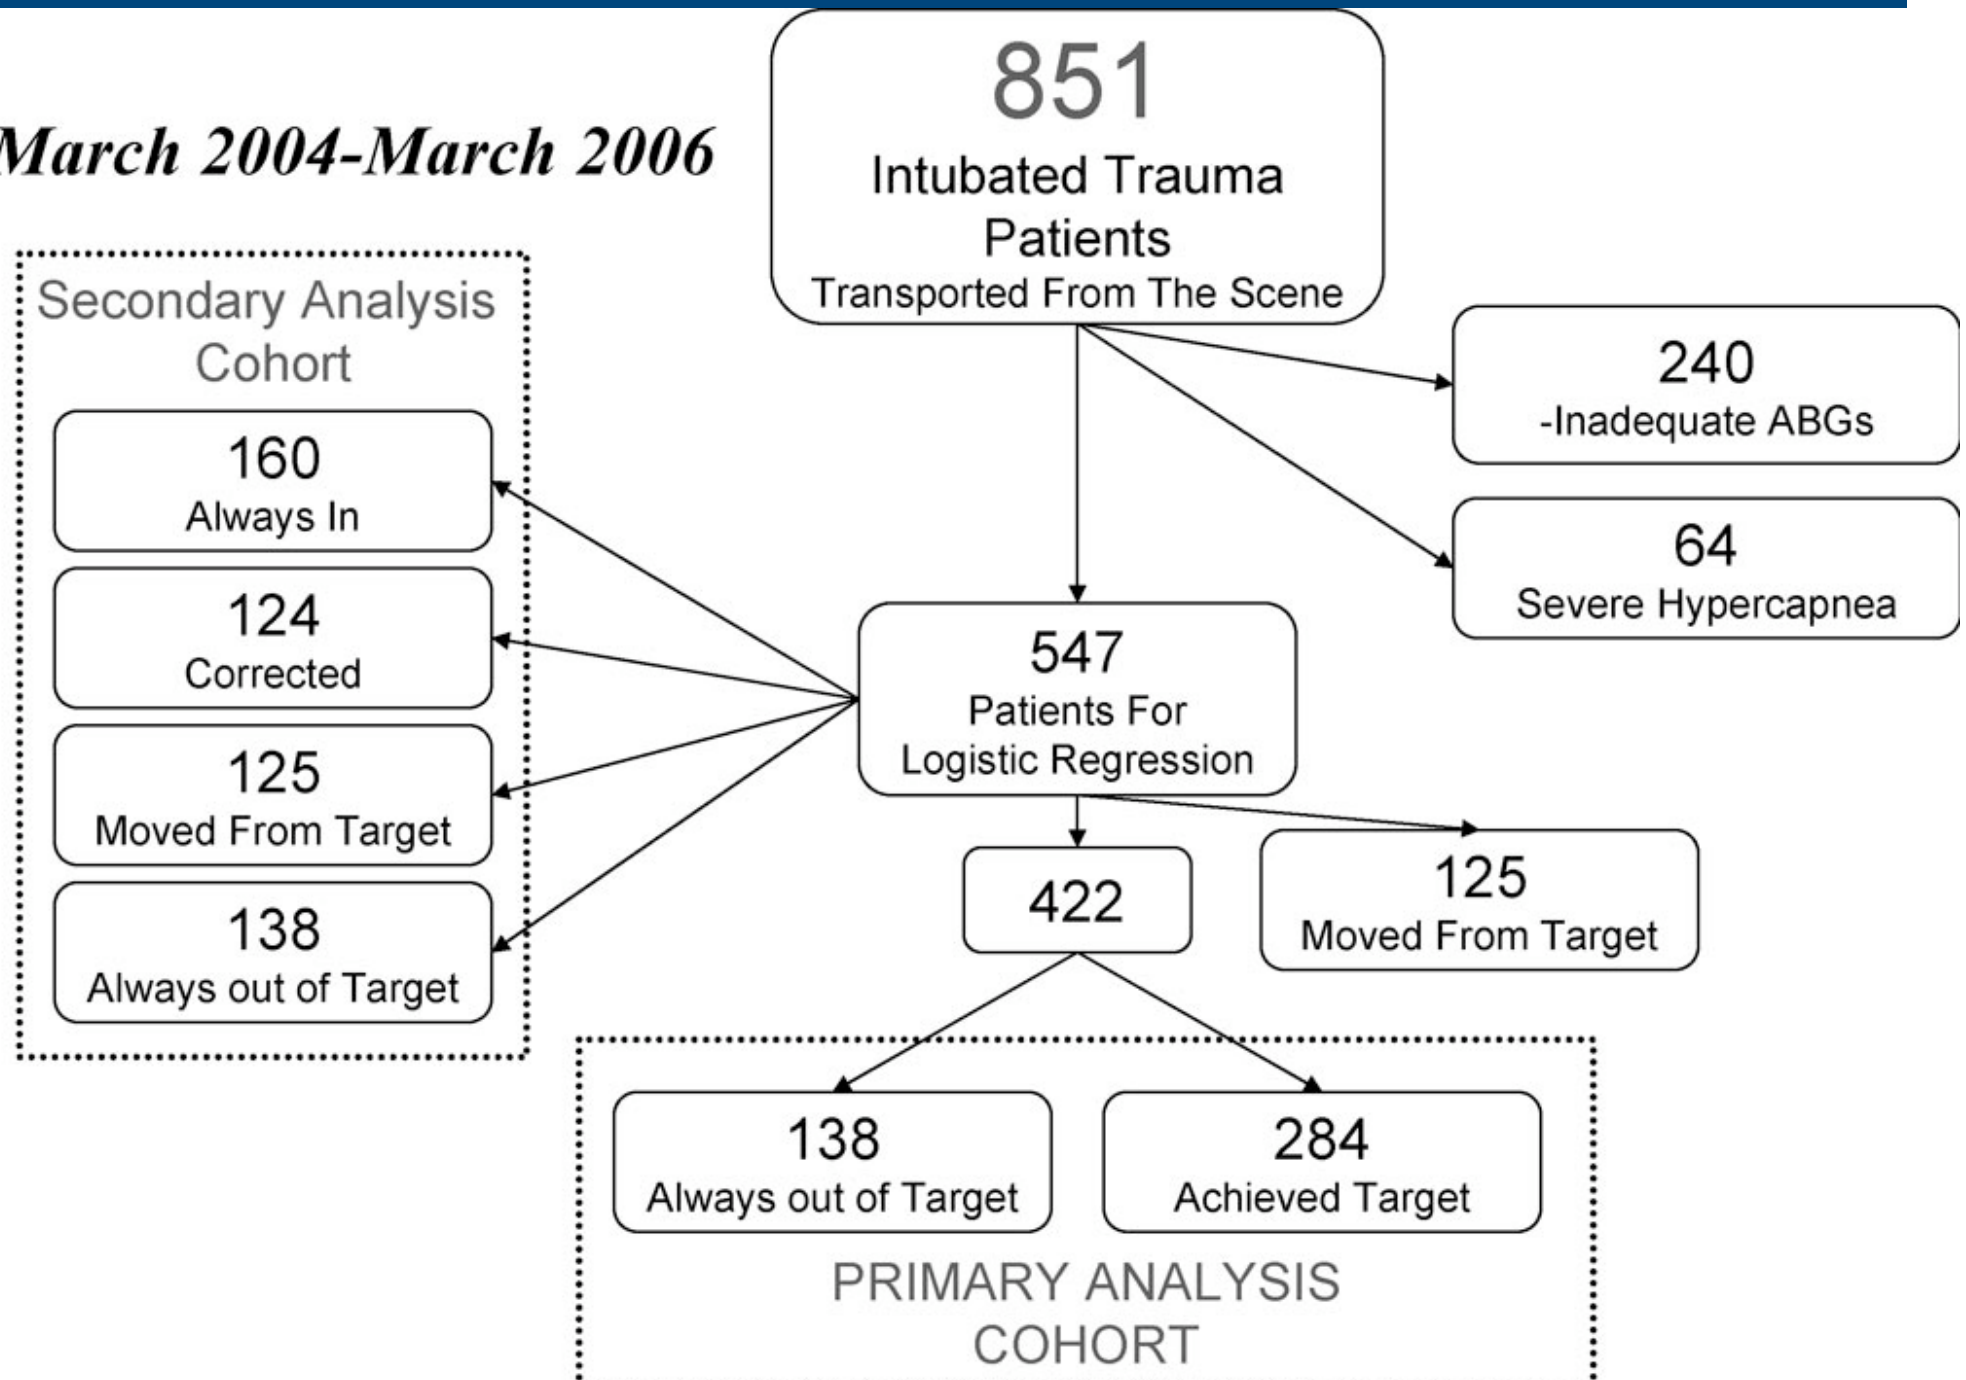 851
Intubated Trauma
Patients
Transported From The Scene
March 2004-March 2006
Secondary Analysis
Cohort
160
Always In
124
Corrected
125
Moved From Target
138
Always out of Target
240
-Inadequate ABGs
64
Severe Hypercapnea
547
Patients For
Logistic Regression
422
125
Moved From Target
138
Always out of Target
284
Achieved Target
PRIMARY ANALYSIS
COHORT